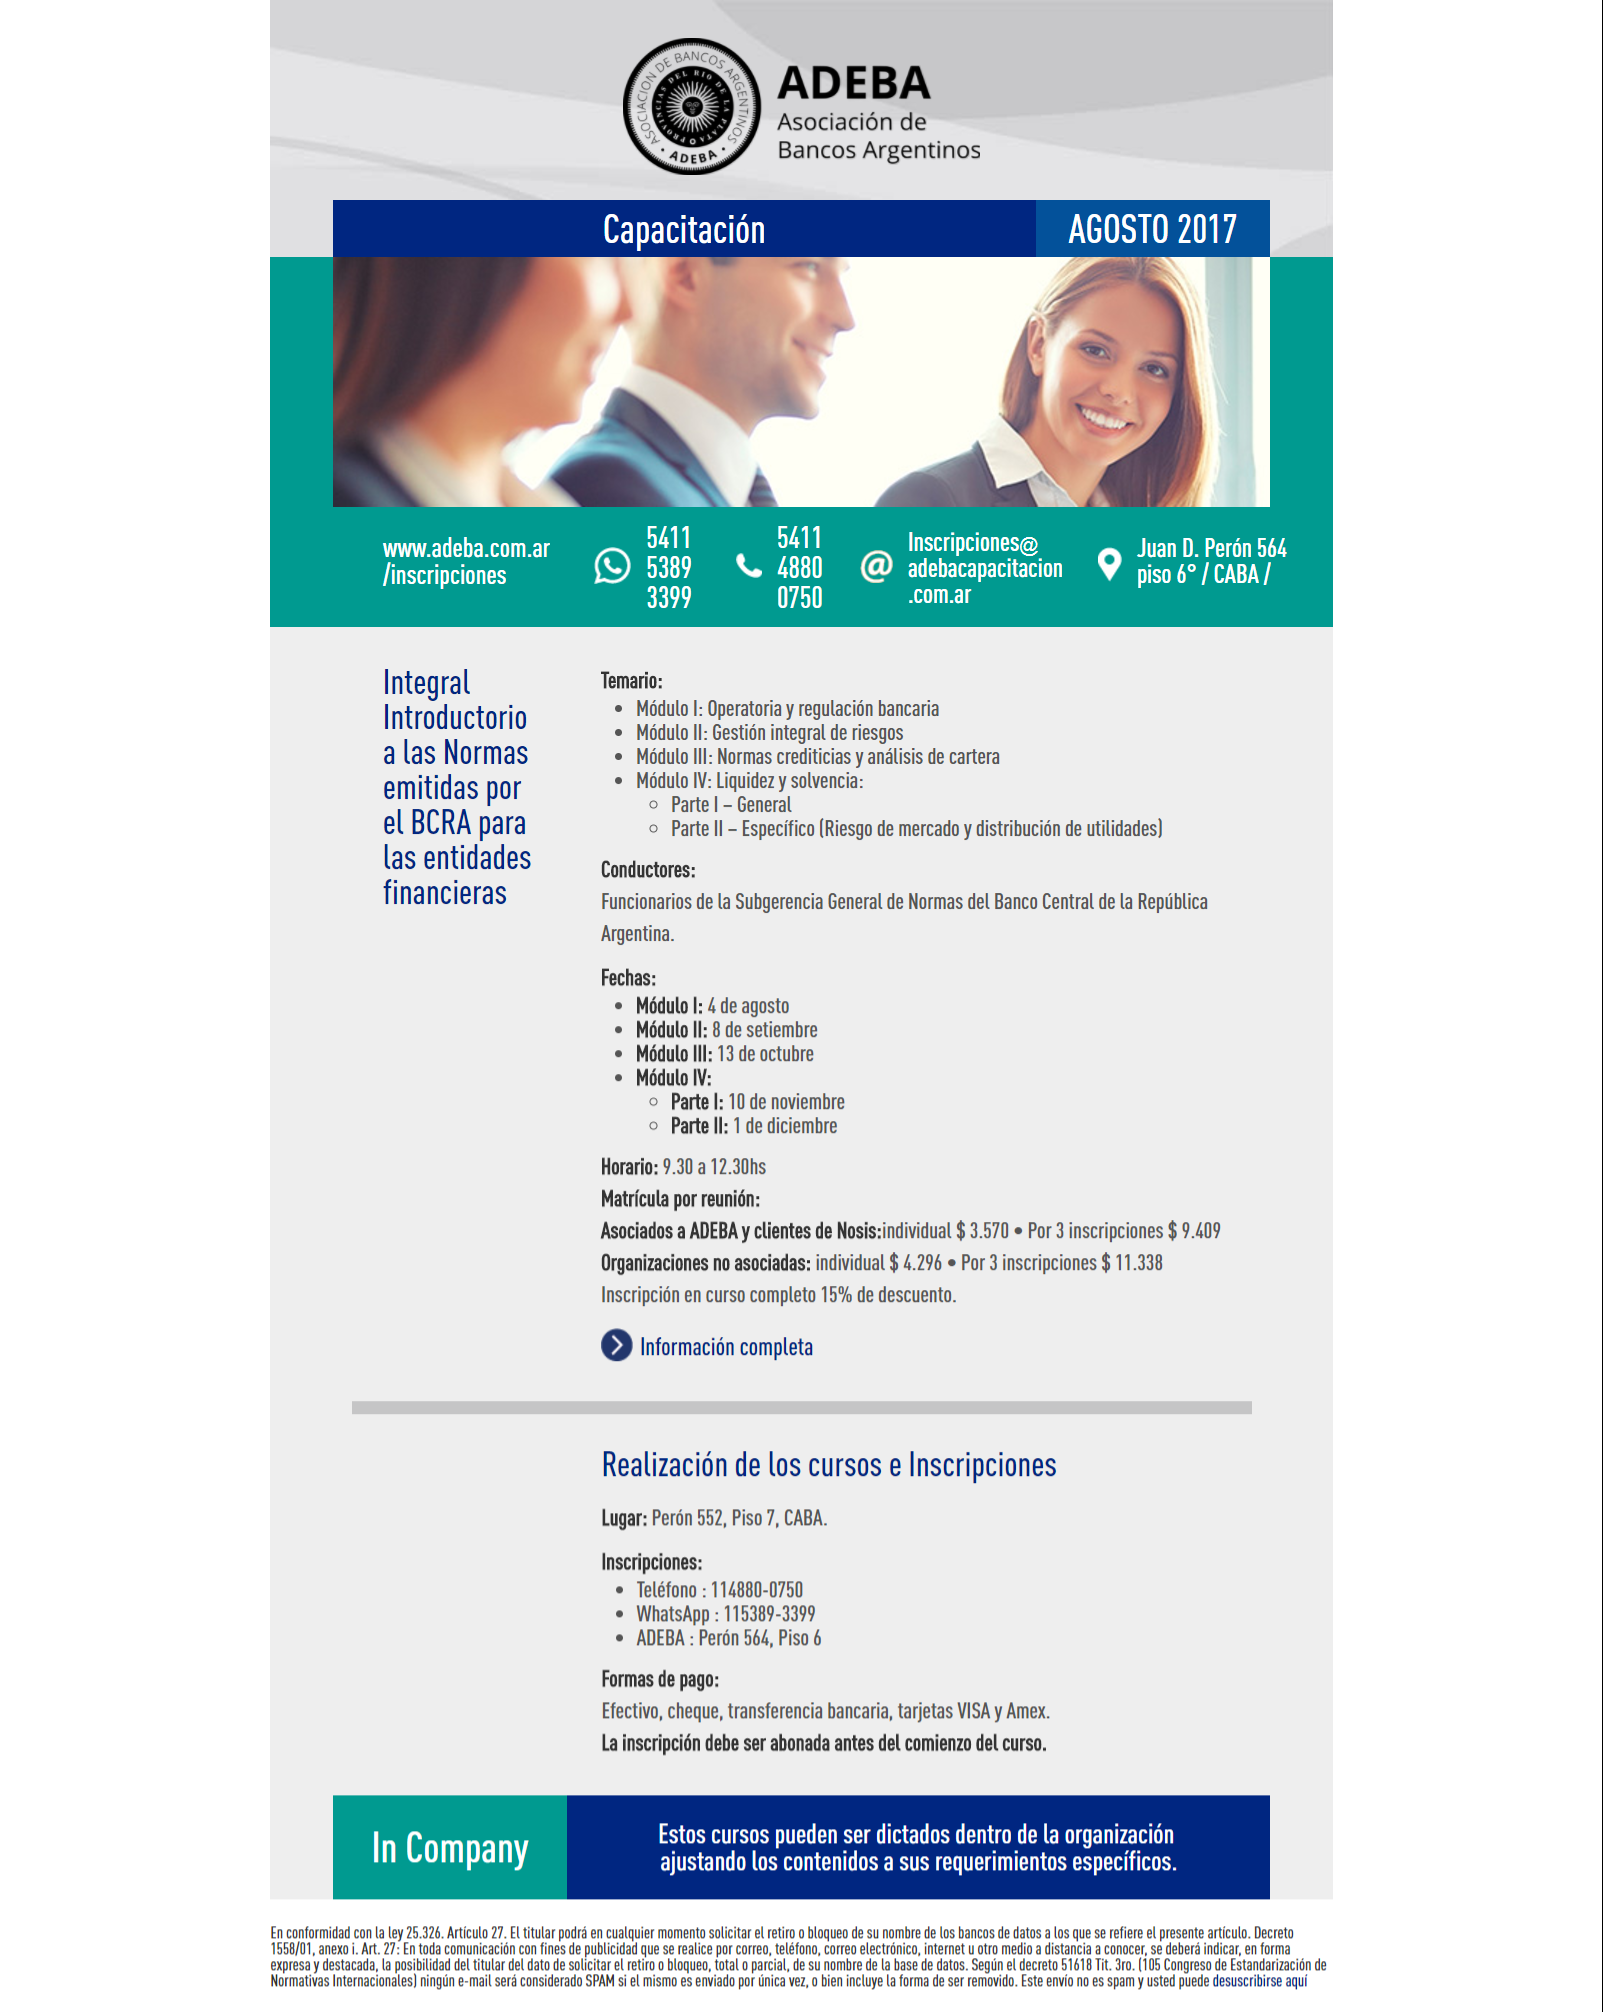 ASOCIACION DE BANCOS ARGENTINOS
PROVINCIAS DEL RIO DE LA PLATA
• ADEBA •
ADEBA
Asociación de
Bancos Argentinos
Capacitación
AGOSTO 2017
www.adeba.com.ar
/inscripciones
5411
5389
3399
5411
4880
0750
@
Inscripciones@
adebacapacitacion
.com.ar
Juan D. Perón 564
piso 6° / CABA /
Integral
Introductorio
a las Normas
emitidas por
el BCRA para
las entidades
financieras
Temario:
• Módulo I: Operatoria y regulación bancaria
• Módulo II: Gestión integral de riesgos
• Módulo III: Normas crediticias y análisis de cartera
• Módulo IV: Liquidez y solvencia:
○ Parte I – General
○ Parte II – Específico (Riesgo de mercado y distribución de utilidades)
Conductores:
Funcionarios de la Subgerencia General de Normas del Banco Central de la República
Argentina.
Fechas:
• Módulo I: 4 de agosto
• Módulo II: 8 de setiembre
• Módulo III: 13 de octubre
• Módulo IV:
○ Parte I: 10 de noviembre
○ Parte II: 1 de diciembre
Horario: 9.30 a 12.30hs
Matrícula por reunión:
Asociados a ADEBA y clientes de Nosis:individual $ 3.570 • Por 3 inscripciones $ 9.409
Organizaciones no asociadas: individual $ 4.296 • Por 3 inscripciones $ 11.338
Inscripción en curso completo 15% de descuento.
Información completa
Realización de los cursos e Inscripciones
Lugar: Perón 552, Piso 7, CABA.
Inscripciones:
• Teléfono : 114880-0750
• WhatsApp : 115389-3399
• ADEBA : Perón 564, Piso 6
Formas de pago:
Efectivo, cheque, transferencia bancaria, tarjetas VISA y Amex.
La inscripción debe ser abonada antes del comienzo del curso.
In Company
Estos cursos pueden ser dictados dentro de la organización
ajustando los contenidos a sus requerimientos específicos.
En conformidad con la ley 25.326. Artículo 27. El titular podrá en cualquier momento solicitar el retiro o bloqueo de su nombre de los bancos de datos a los que se refiere el presente artículo. Decreto
1558/01, anexo i. Art. 27: En toda comunicación con fines de publicidad que se realice por correo, teléfono, correo electrónico, internet u otro medio a distancia a conocer, se deberá indicar, en forma
expresa y destacada, la posibilidad del titular del dato de solicitar el retiro o bloqueo, total o parcial, de su nombre de la base de datos. Según el decreto 51618 Tit. 3ro. (105 Congreso de Estandarización de
Normativas Internacionales) ningún e-mail será considerado SPAM si el mismo es enviado por única vez, o bien incluye la forma de ser removido. Este envío no es spam y usted puede desuscribirse aquí